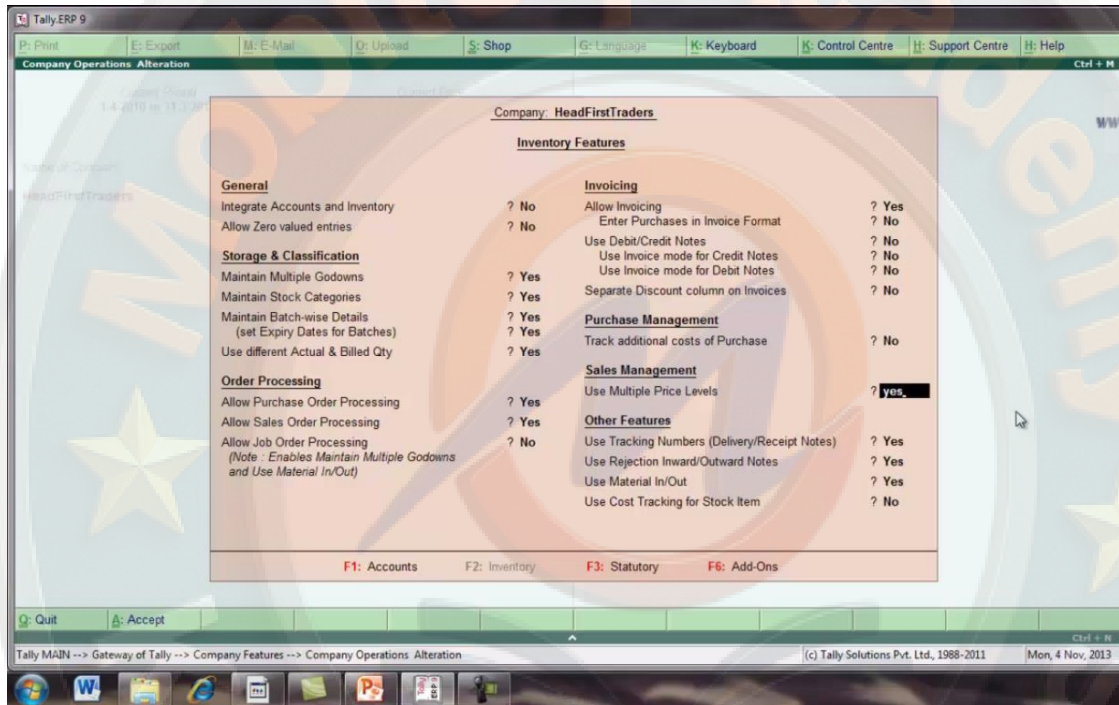 Tally.ERP 9
P: Print E: Export M: E-Mail O: Upload S: Shop G: Language K: Keyboard K: Control Centre H: Support Centre H: Help
Company Operations Alteration Ctrl + M
Company: HeadFirstTraders
Inventory Features
General
Integrate Accounts and Inventory ? No
Allow Zero valued entries ? No
Storage & Classification
Maintain Multiple Godowns ? Yes
Maintain Stock Categories ? Yes
Maintain Batch-wise Details ? Yes
(set Expiry Dates for Batches) ? Yes
Use different Actual & Billed Qty ? Yes
Order Processing
Allow Purchase Order Processing ? Yes
Allow Sales Order Processing ? Yes
Allow Job Order Processing ? No
(Note : Enables Maintain Multiple Godowns
and Use Material In/Out)
Invoicing
Allow Invoicing ? Yes
Enter Purchases in Invoice Format ? No
Use Debit/Credit Notes ? No
Use Invoice mode for Credit Notes ? No
Use Invoice mode for Debit Notes ? No
Separate Discount column on Invoices ? No
Purchase Management
Track additional costs of Purchase ? No
Sales Management
Use Multiple Price Levels ? yes
Other Features
Use Tracking Numbers (Delivery/Receipt Notes) ? Yes
Use Rejection Inward/Outward Notes ? Yes
Use Material In/Out ? Yes
Use Cost Tracking for Stock Item ? No
F1: Accounts F2: Inventory F3: Statutory F6: Add-Ons
HeadFirstTraders
Q: Quit A: Accept
Ctrl + N
Tally MAIN --> Gateway of Tally --> Company Features --> Company Operations Alteration (c) Tally Solutions Pvt. Ltd., 1988-2011 Mon, 4 Nov, 2013